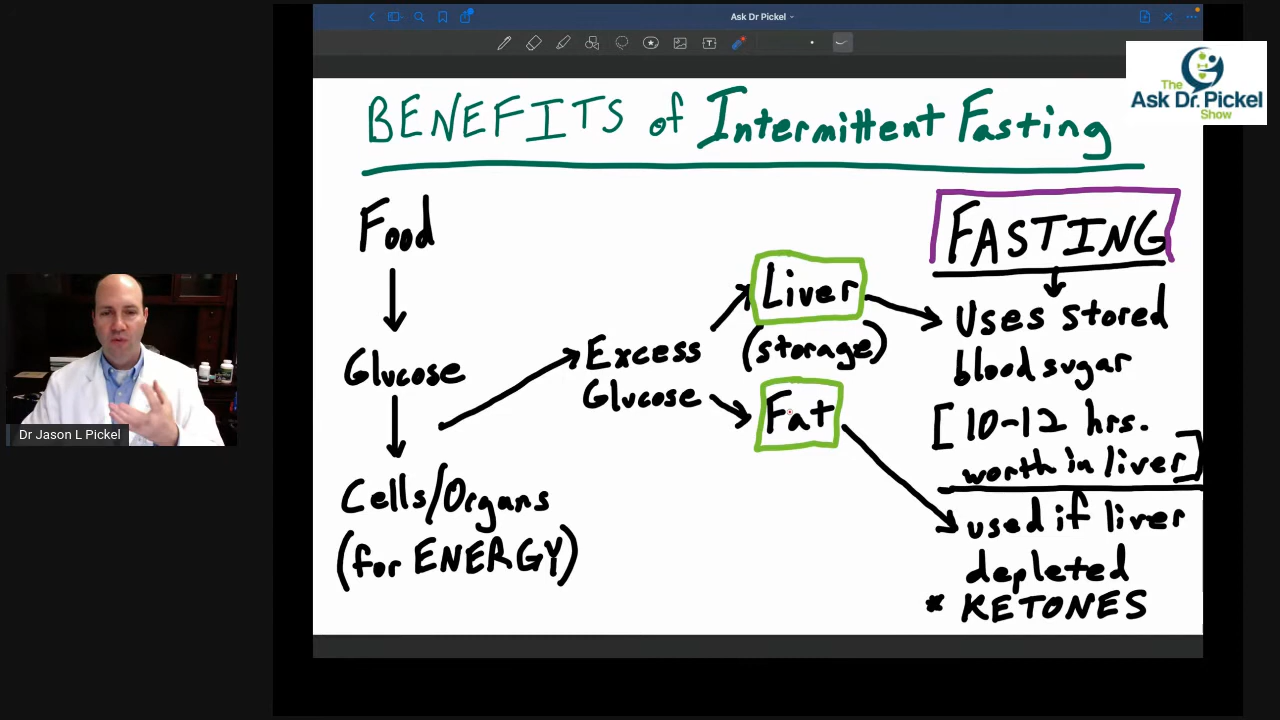 Ask Dr Pickel
The
Ask Dr. Pickel
Show
BENEFITS of Intermittent Fasting
Food
Glucose
Cells/Organs
(for ENERGY)
Excess
Glucose
Liver
(storage)
Fat
FASTING
Uses stored
blood sugar
[10-12 hrs.
worth in liver]
used if liver
depleted
* KETONES
Dr Jason L Pickel